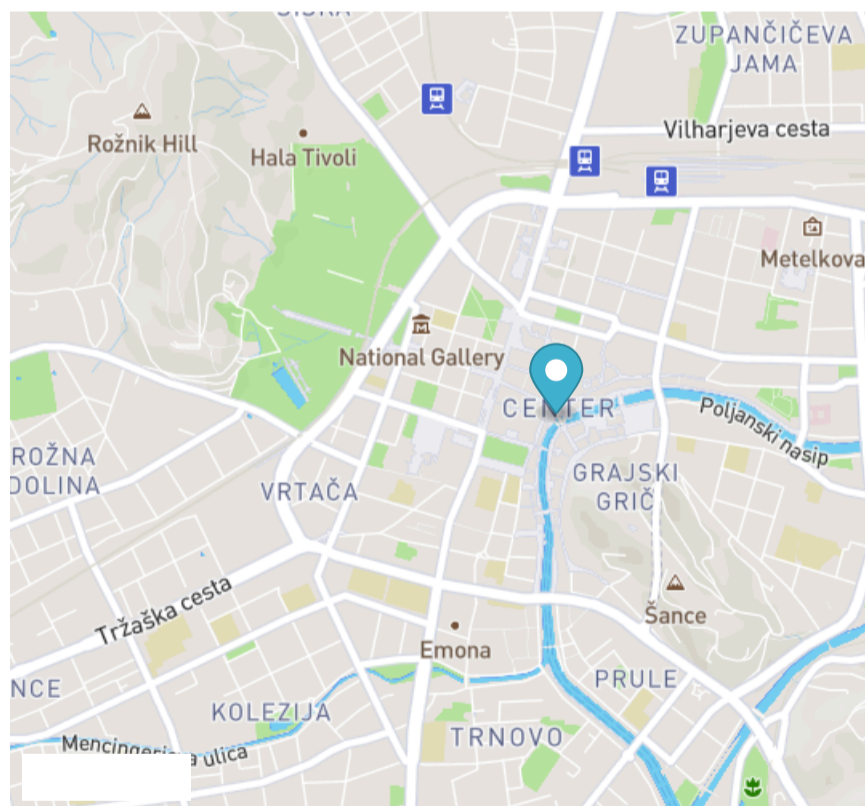 ZUPANČIČEVA
JAMA
Vilharjeva cesta
Rožnik Hill
Hala Tivoli
Metelkova
National Gallery
CENTER
Poljanski nasip
ROŽNA
DOLINA
VRTAČA
GRAJSKI
GRIČ
Tržaška cesta
Šance
Emona
NCE
PRULE
KOLEZIJA
TRNOVO
ulica